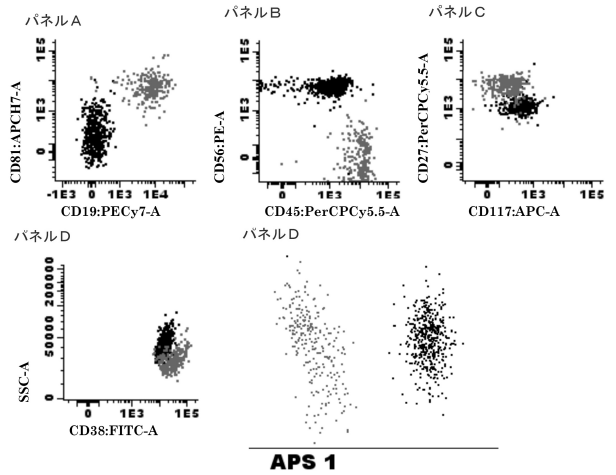 パネルA
パネルB
パネルC
CD81:APCH7-A
1E5
1E3
0
-1E3 0 1E3 1E4
CD19:PECy7-A
CD56:PE-A
1E5
1E3
0
0 1E3 1E5
CD45:PerCPCy5.5-A
CD27:PerCPCy5.5-A
1E5
1E3
0
0 1E3 1E5
CD117:APC-A
パネルD
パネルD
SSC-A
200000
50000
0
0 1E3 1E5
CD38:FITC-A
APS 1